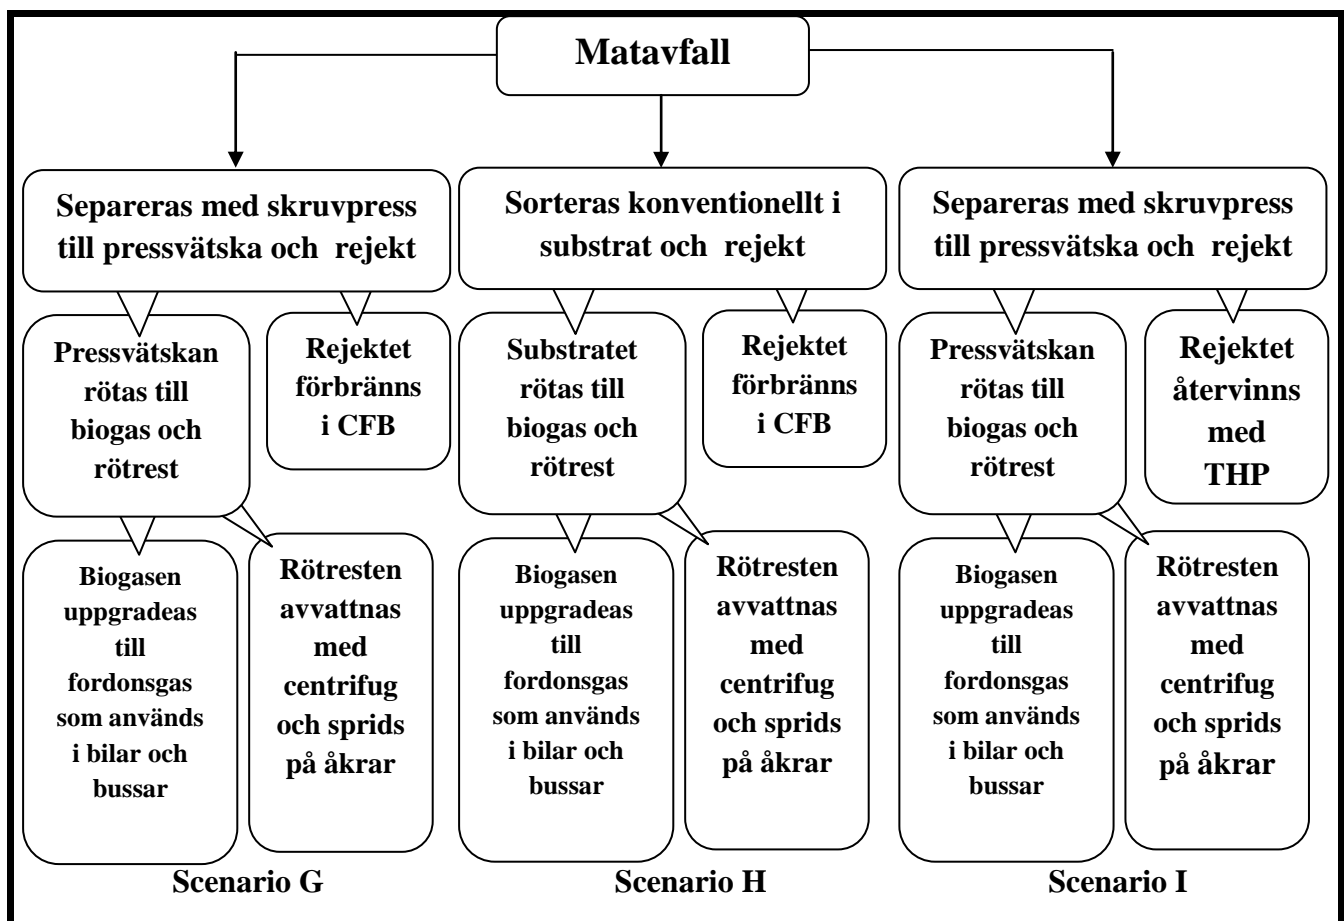 Matavfall
Separeras med skruvpress
till pressvätska och rejekt
Sorteras konventionellt i
substrat och rejekt
Separeras med skruvpress
till pressvätska och rejekt
Pressvätskan
rötas till
biogas och
rötrest
Rejektet
förbränns
i CFB
Substratet
rötas till
biogas och
rötrest
Rejektet
förbränns
i CFB
Pressvätskan
rötas till
biogas och
rötrest
Rejektet
återvinns
med
THP
Biogasen
uppgradeas
till
fordonsgas
som används
i bilar och
bussar
Rötresten
avvattnas
med
centrifug
och sprids
på åkrar
Biogasen
uppgradeas
till
fordonsgas
som används
i bilar och
bussar
Rötresten
avvattnas
med
centrifug
och sprids
på åkrar
Biogasen
uppgradeas
till
fordonsgas
som används
i bilar och
bussar
Rötresten
avvattnas
med
centrifug
och sprids
på åkrar
Scenario G
Scenario H
Scenario I